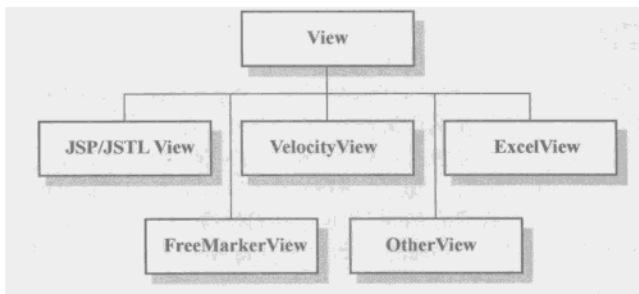 View
JSP/JSTL View
VelocityView
ExcelView
FreeMarkerView
OtherView